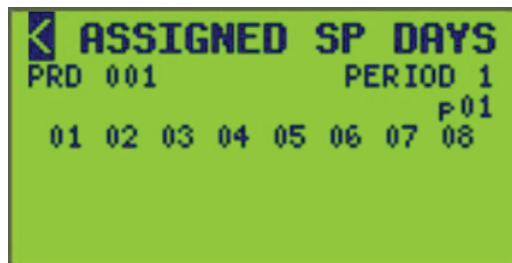 < ASSIGNED SP DAYS
PRD 001 PERIOD 1
P01
01 02 03 04 05 06 07 08